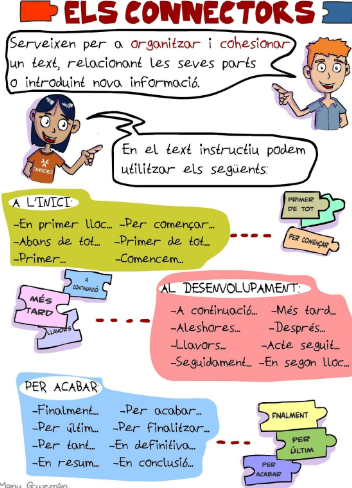 ELS CONNECTORS
Serveixen per a organitzar i cohesionar
un text, relacionant les seves parts
o introduint nova informació.
En el text instructiu podem
utilitzar els següents:
A L'INICI:
-En primer lloc... -Per començar...
-Abans de tot... -Primer de tot...
-Primer... -Comencem...
PRIMER
DE TOT
PER COMENÇAR
A
CONTINUACIÓ
MÉS
TARD
LLAVORS
AL DESENVOLUPAMENT:
-A continuació... -Més tard...
-Aleshores... -Després...
-Llavors... -Acte seguit...
-Seguidament... -En segon lloc...
PER ACABAR:
-Finalment... -Per acabar...
-Per últim... -Per finalitzar...
-Per tant... -En definitiva...
-En resum... -En conclusió...
FINALMENT
PER
ÚLTIM
PER
ACABAR
Guzmán